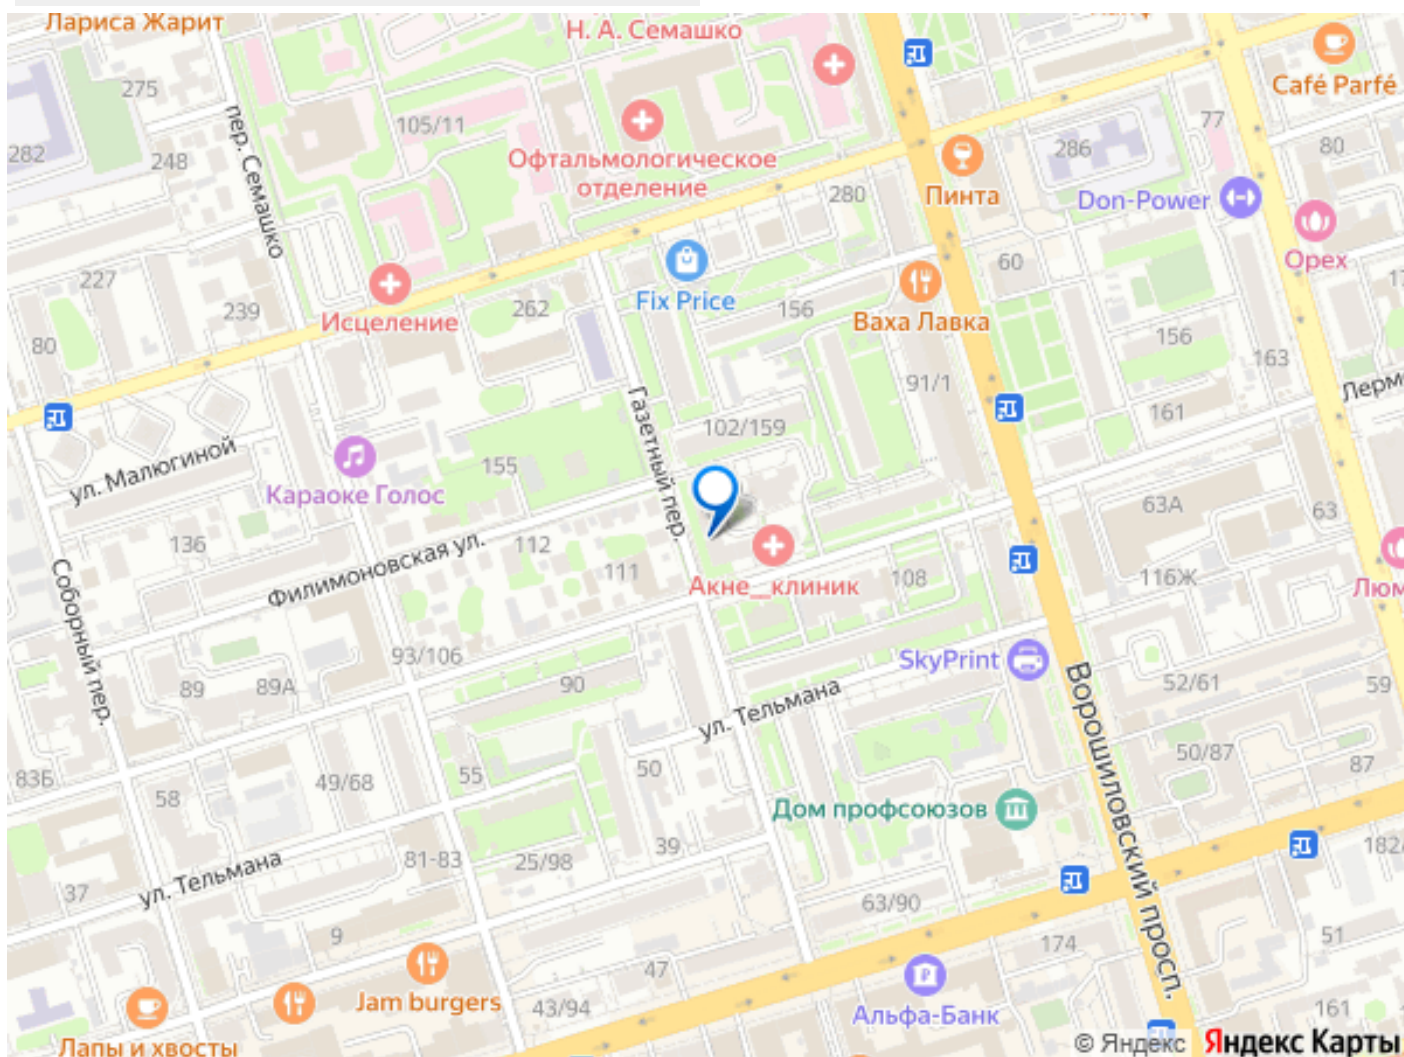 Лариса Жарит
Н. А. Семашко
Café Parfé
275
пер. Семашко
105/11
77
282
248
Офтальмологическое
отделение
286
80
280
Пинта
Don-Power
Орех
227
60
Fix Price
262
239
Исцеление
156
Ваха Лавка
80
156
163
91/1
Лерм
Газетный пер.
161
102/159
ул. Малюгиной
155
Караоке Голос
63А
63
136
Филимоновская ул.
112
111
Акне__клиник
108
116Ж
Люм
Соборный пер.
93/106
SkyPrint
89
89А
90
52/61
59
ул. Тельмана
Ворошиловский просп.
50/87
87
83Б
58
49/68
55
50
Дом профсоюзов
39
182
81-83
25/98
ул. Тельмана
37
63/90
9
174
51
47
Jam burgers
43/94
Альфа-Банк
161
Лапы и хвосты
© Яндекс Яндекс Карты